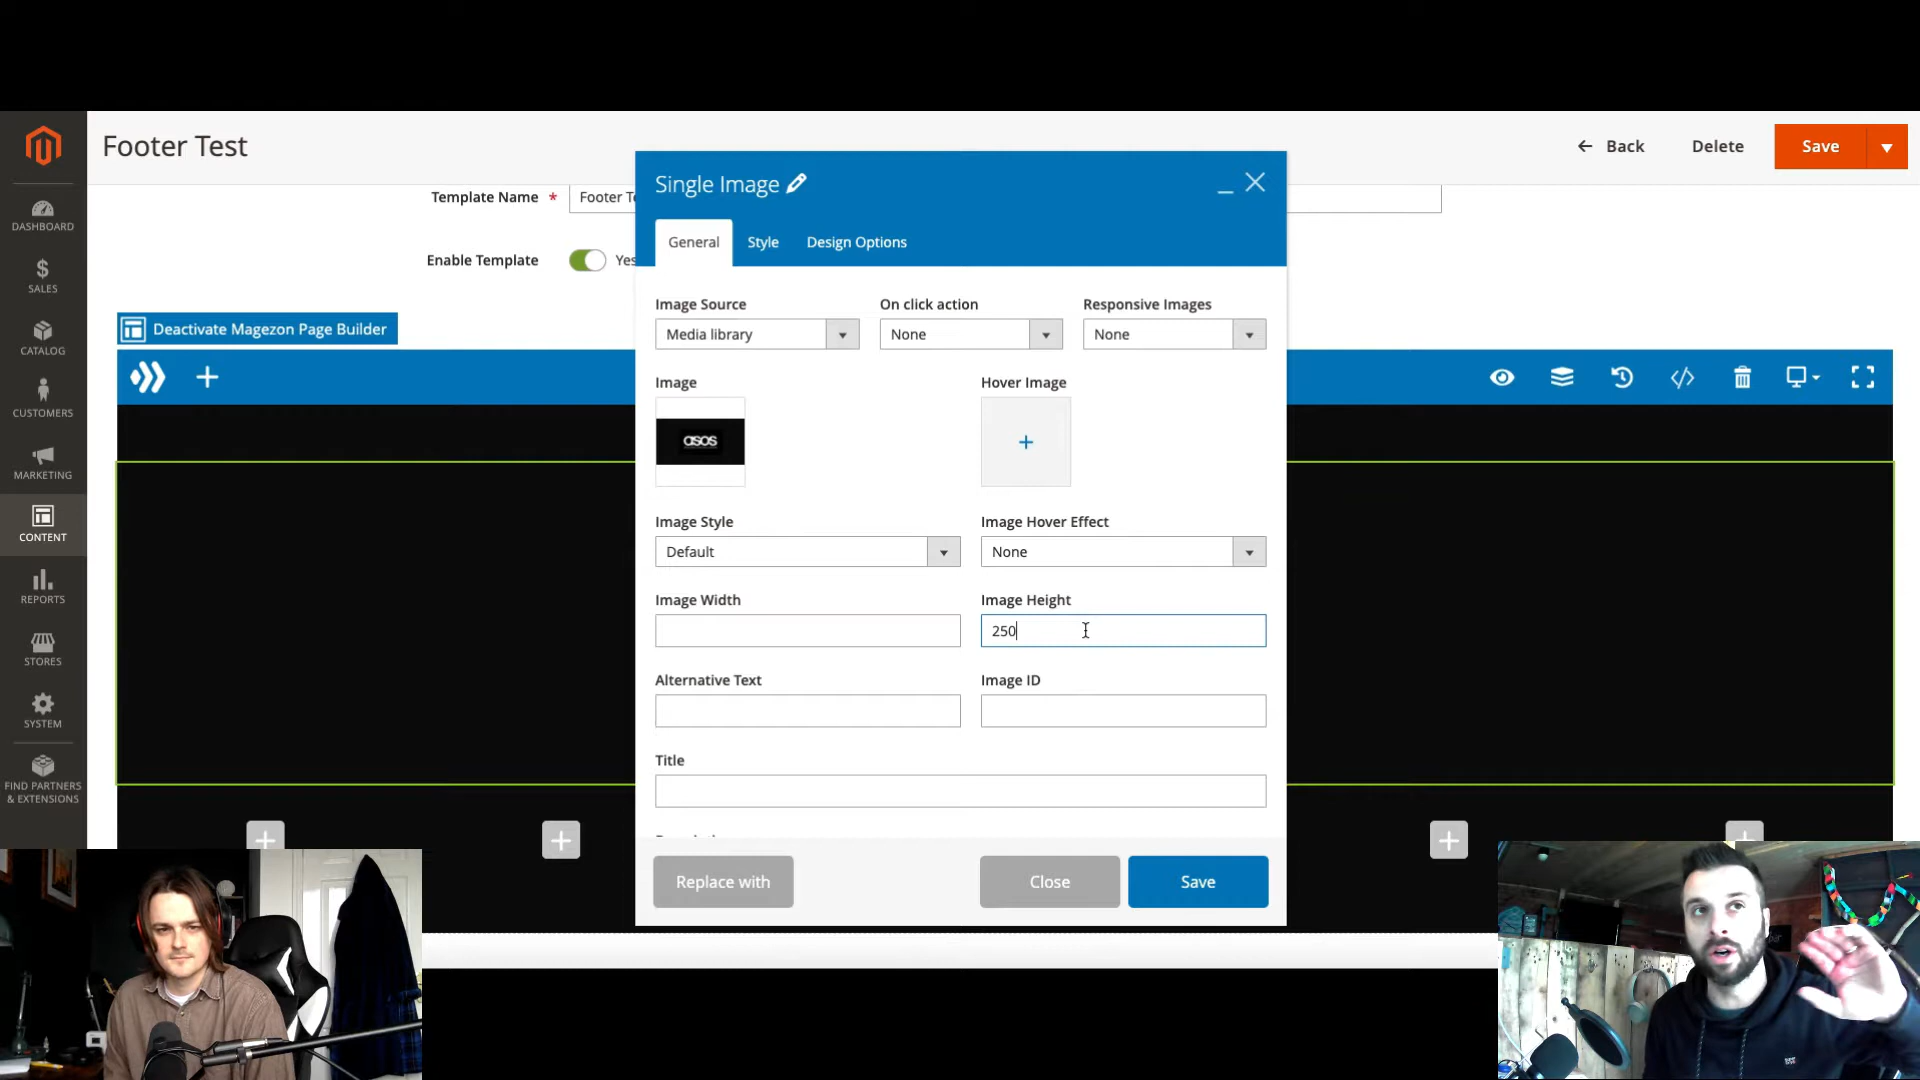 Footer Test
Back
Delete
Save
Template Name *
Footer Te
Enable Template
Yes
Deactivate Magezon Page Builder
DASHBOARD
SALES
CATALOG
CUSTOMERS
MARKETING
CONTENT
REPORTS
STORES
SYSTEM
FIND PARTNERS
& EXTENSIONS
Single Image
General
Style
Design Options
Image Source
On click action
Responsive Images
Media library
None
None
Image
Hover Image
asos
Image Style
Image Hover Effect
Default
None
Image Width
Image Height
250
Alternative Text
Image ID
Title
Replace with
Close
Save